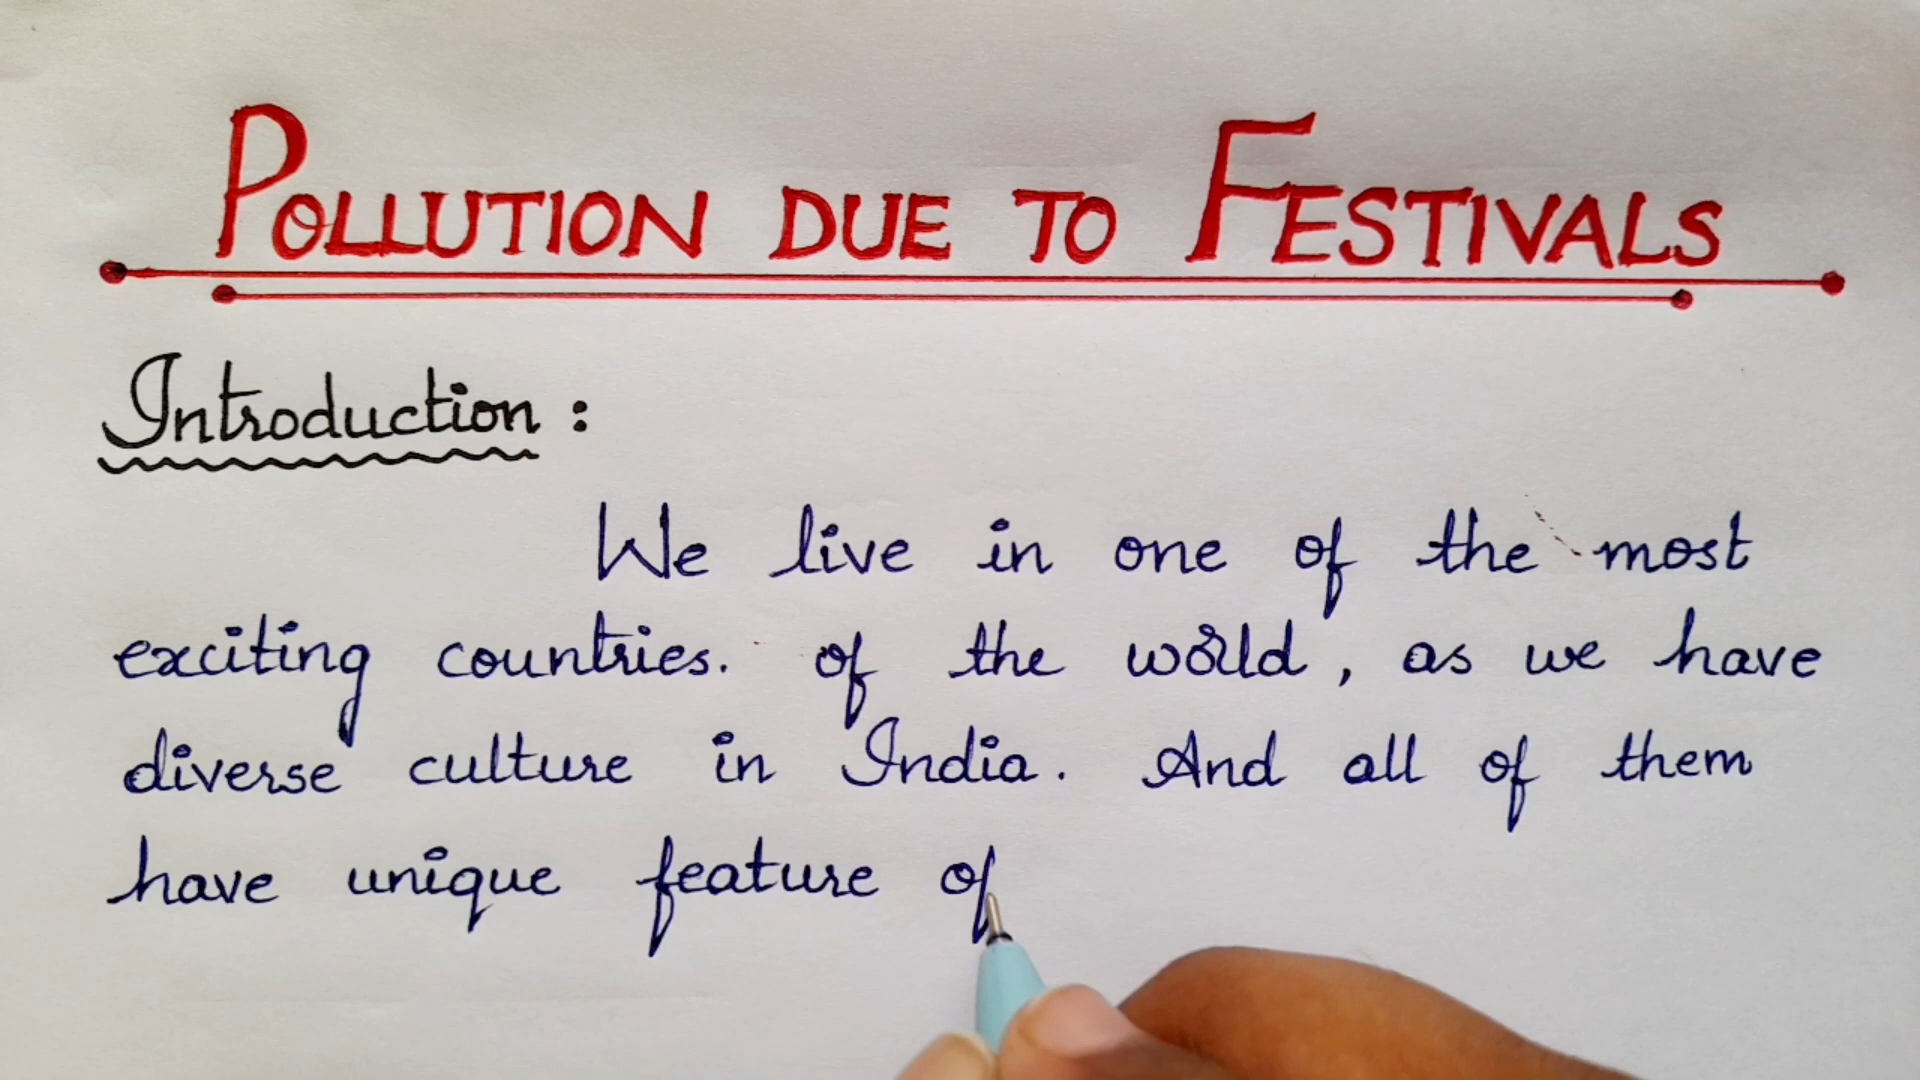 POLLUTION DUE TO FESTIVALS
Introduction :
We live in one of the most
exciting countries. of the world, as we have
diverse culture in India. And all of them
have unique feature of